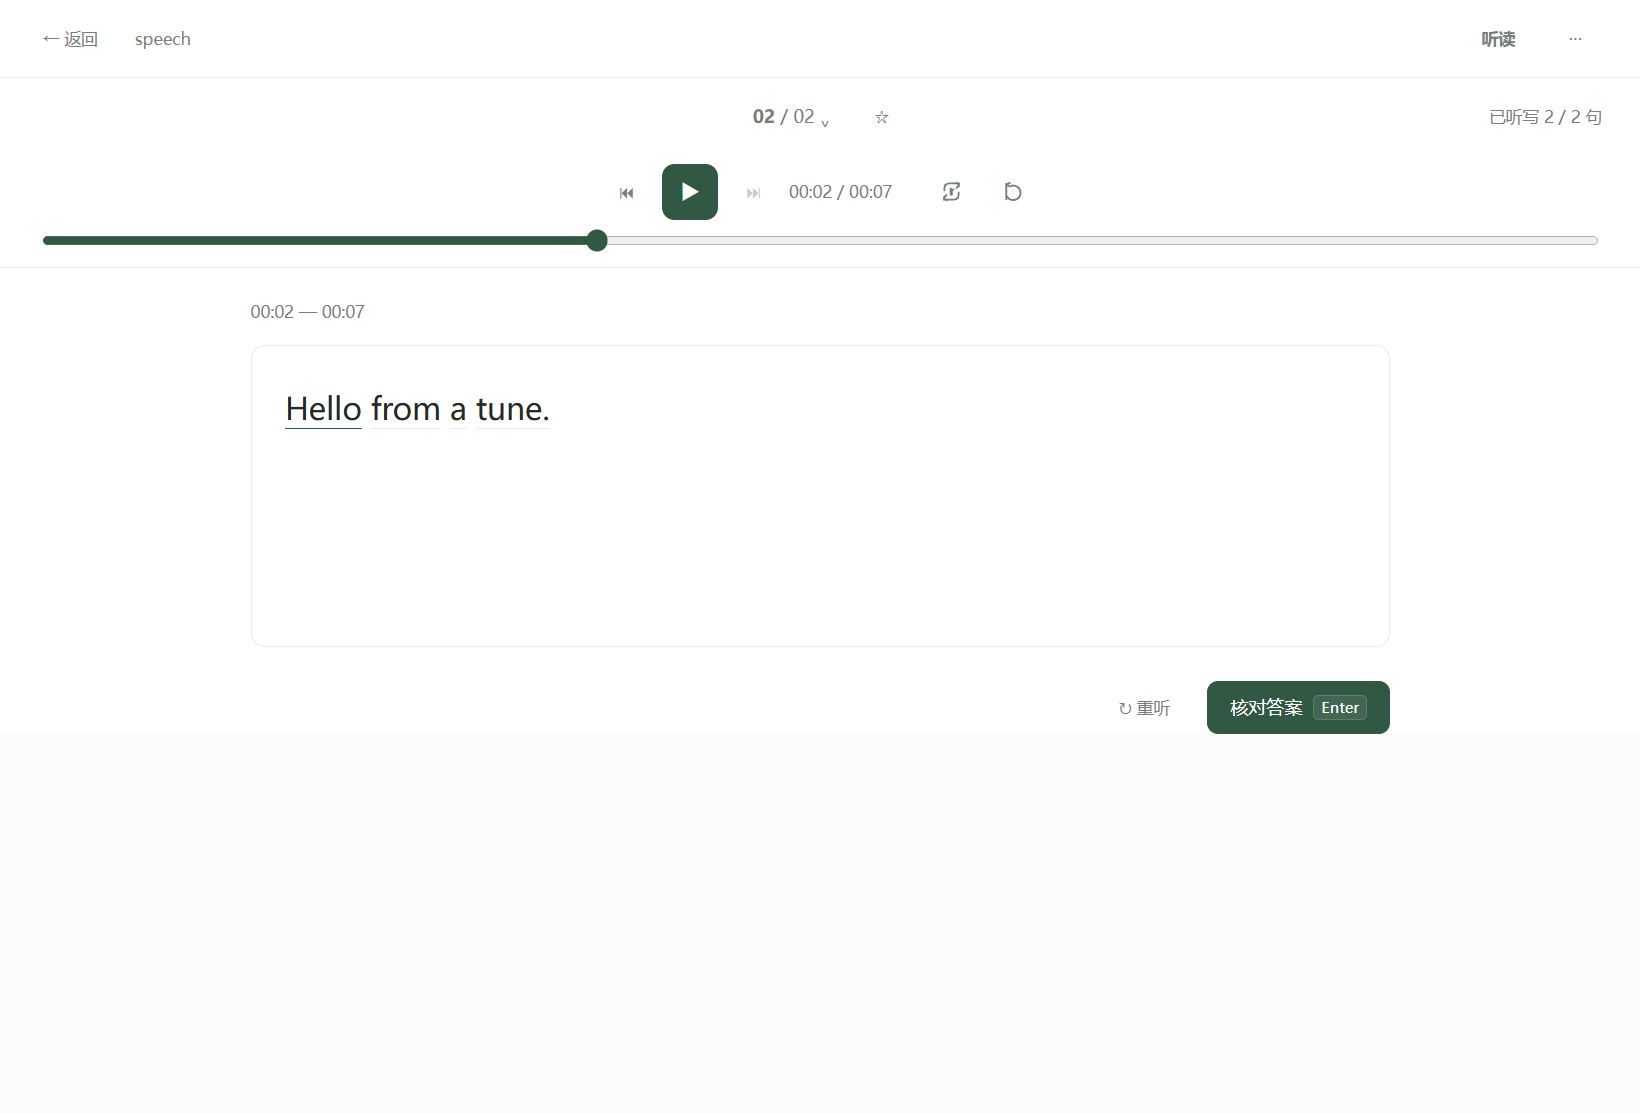 ← 返回 speech 听读 ...
02 / 02 ⌄ ☆ 已听写 2 / 2 句
00:02 / 00:07
00:02 — 00:07
Hello from a tune.
↻ 重听 核对答案 Enter